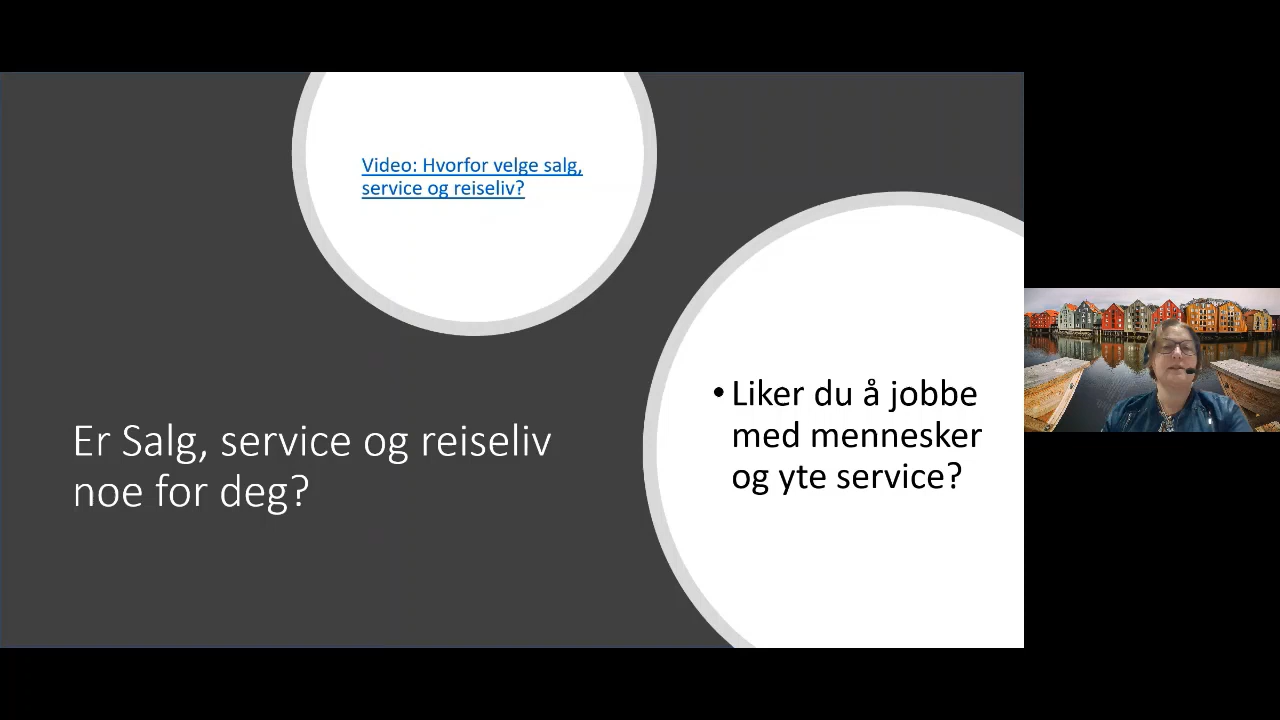 Video: Hvorfor velge salg,
service og reiseliv?
Er Salg, service og reiseliv
noe for deg?
• Liker du å jobbe
med mennesker
og yte service?